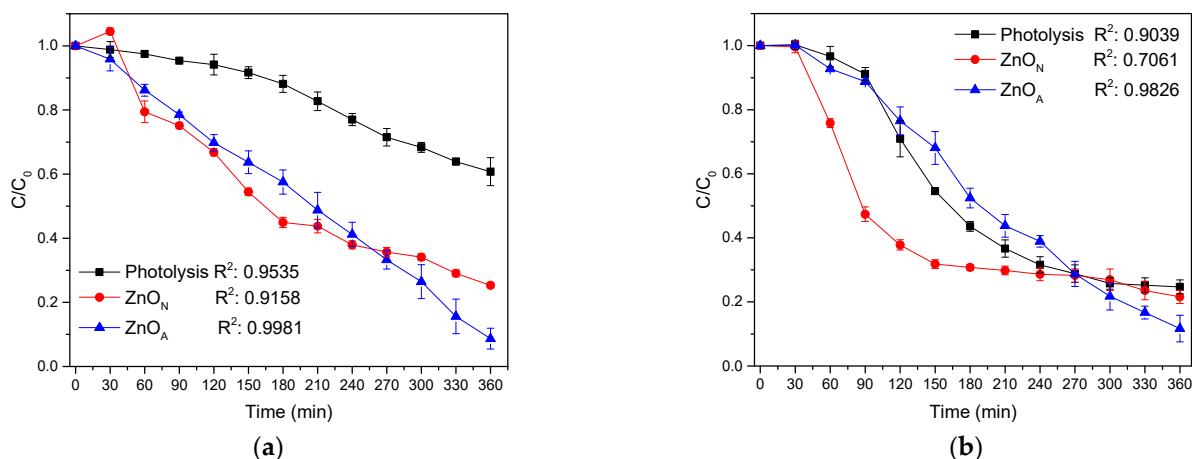 1.0
0.8
0.6
0.4
0.2
0.0
C/C0
Photolysis R2: 0.9535
ZnON R2: 0.9158
ZnOA R2: 0.9981
0 30 60 90 120 150 180 210 240 270 300 330 360
Time (min)
(a)
1.0
0.8
0.6
0.4
0.2
0.0
C/C0
Photolysis R2: 0.9039
ZnON R2: 0.7061
ZnOA R2: 0.9826
0 30 60 90 120 150 180 210 240 270 300 330 360
Time (min)
(b)